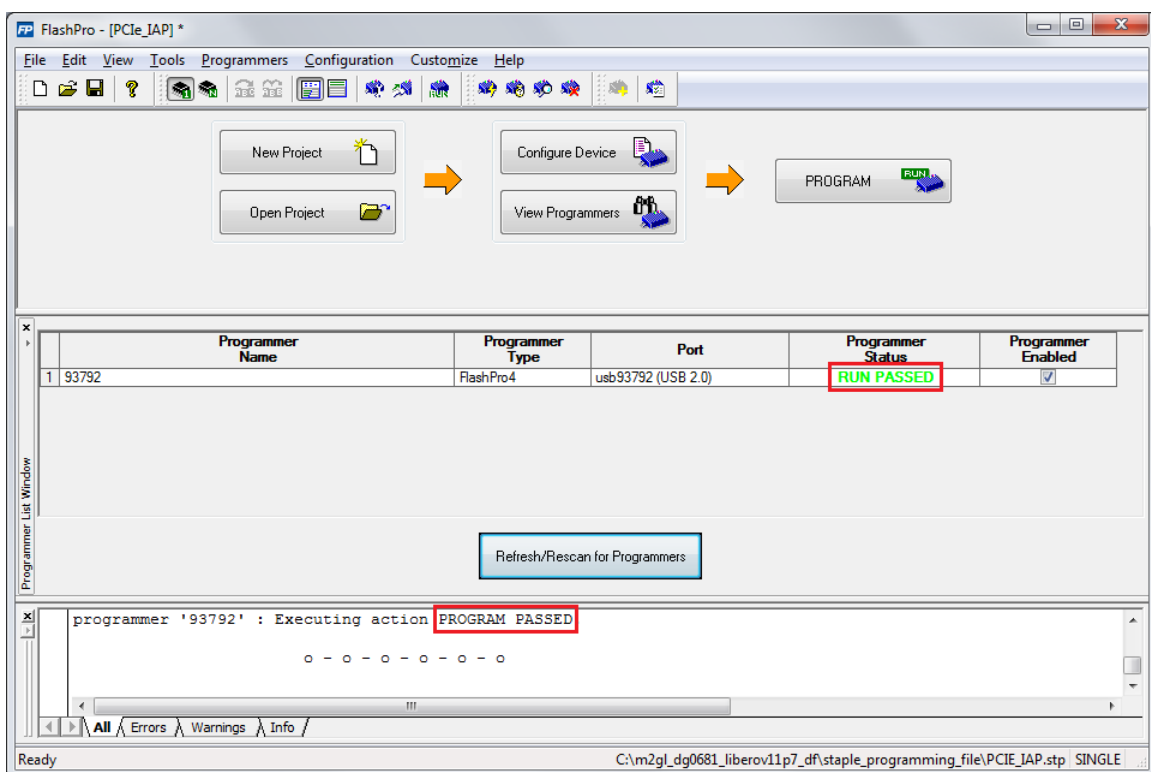 FlashPro - [PCIe_IAP] *
File Edit View Tools Programmers Configuration Customize Help
New Project
Open Project
Configure Device
View Programmers
PROGRAM
RUN
Programmer Name
Programmer Type
Port
Programmer Status
Programmer Enabled
1 93792 FlashPro4 usb93792 (USB 2.0) RUN PASSED
Programmer List Window
Refresh/Rescan for Programmers
programmer '93792' : Executing action PROGRAM PASSED
o - o - o - o - o - o
All Errors Warnings Info
Ready C:\m2gl_dg0681_liberov11p7_df\staple_programming_file\PCIE_IAP.stp SINGLE